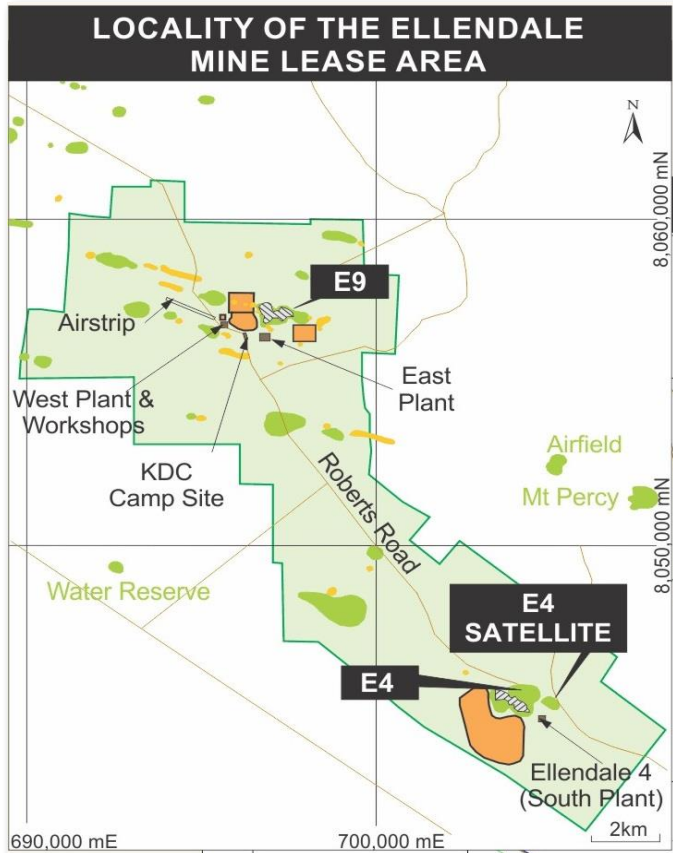 LOCALITY OF THE ELLENDALE
MINE LEASE AREA
N
8,060,000 mN
E9
Airstrip
East
Plant
West Plant &
Workshops
KDC
Camp Site
Airfield
Mt Percy
Roberts Road
8,050,000 mN
Water Reserve
E4
SATELLITE
E4
Ellendale 4
(South Plant)
690,000 mE
700,000 mE
2km